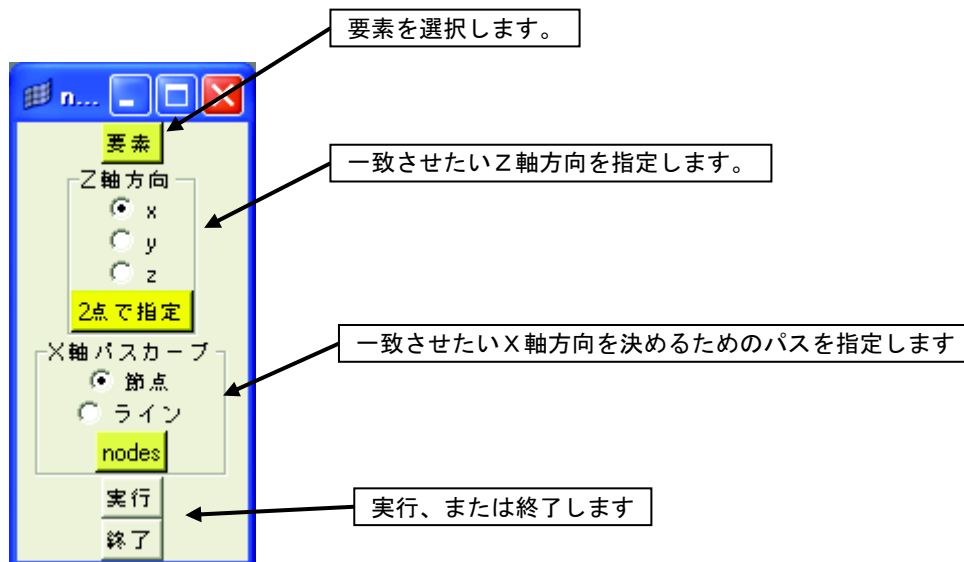 要素を選択します。
n...
要素
一致させたいＺ軸方向を指定します。
Z軸方向
x
y
z
2点で指定
一致させたいＸ軸方向を決めるためのパスを指定します
X軸パスカーブ
節点
ライン
nodes
実行
実行、または終了します
終了